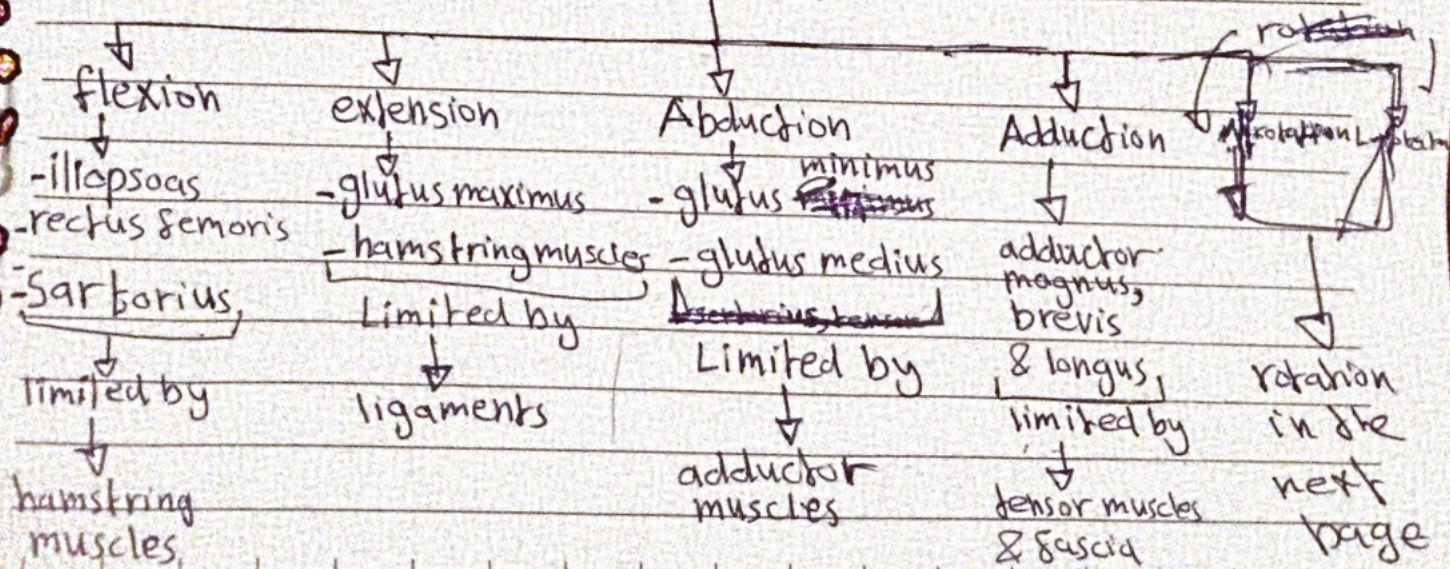 flexion
-iliopsoas
-rectus femoris
-Sartorius
limited by
hamstring
muscles
extension
-glutus maximus
-hamstring muscles
Limited by
ligaments
Abduction
-glutus minimus
-glutus medius
Limited by
adductor
muscles
Adduction
adductor
magnus,
brevis
& longus,
limited by
tensor muscles
& fascia
rotation
in the
next
bage